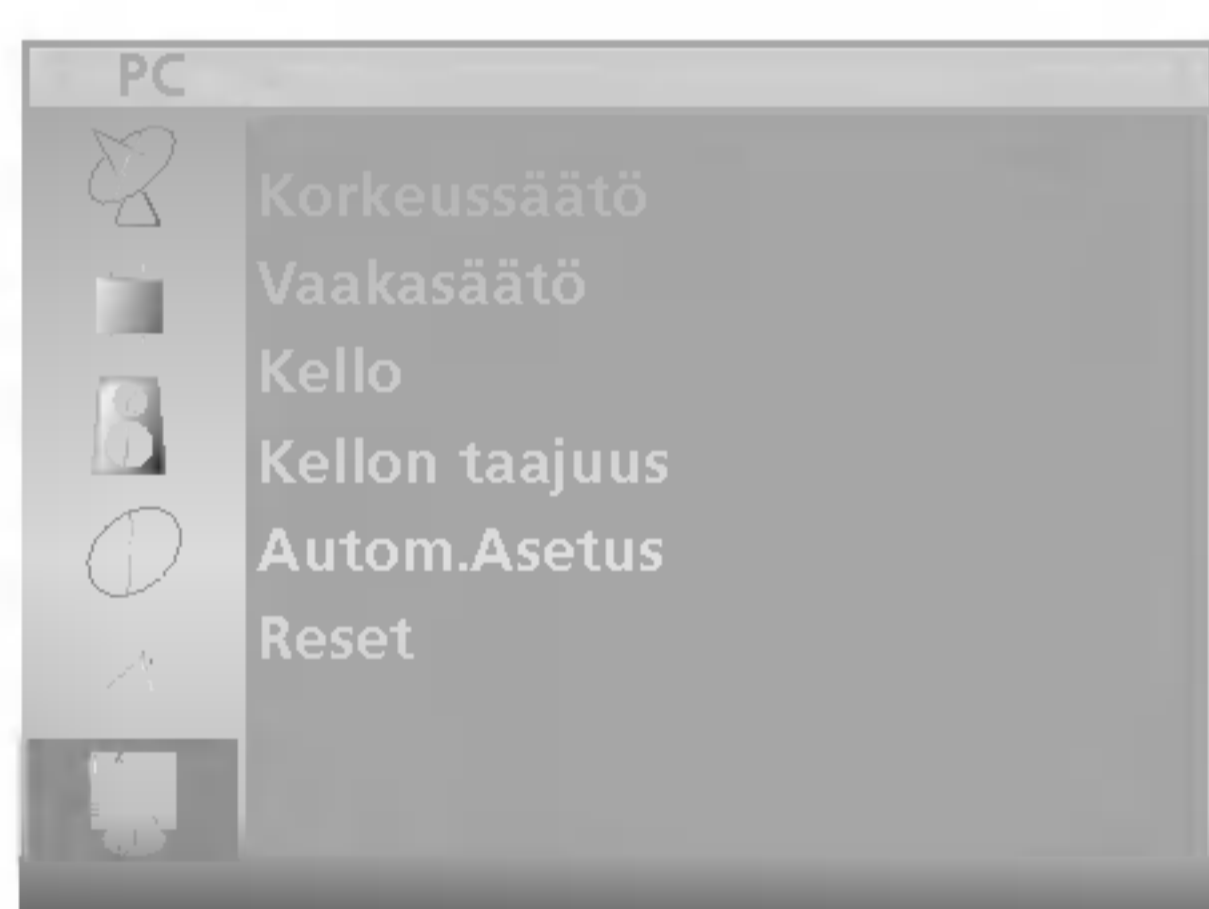 PC
Korkeussäätö
Vaakasäätö
Kello
Kellon taajuus
Autom.Asetus
Reset